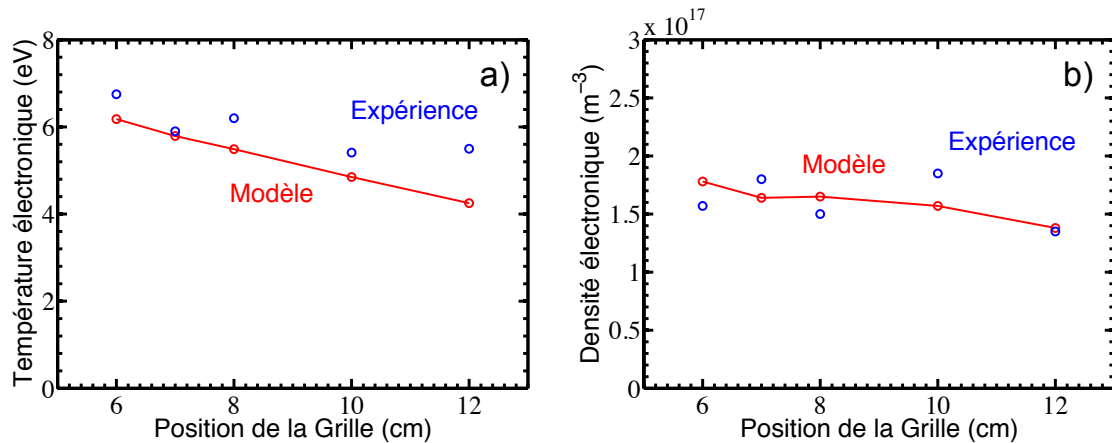 a)
Expérience
Modèle
Température électronique (eV)
8
6
4
2
0
6 8 10 12
Position de la Grille (cm)
x 10¹⁷
b)
Expérience
Modèle
Densité électronique (m⁻³)
3
2.5
2
1.5
1
0.5
0
6 8 10 12
Position de la Grille (cm)